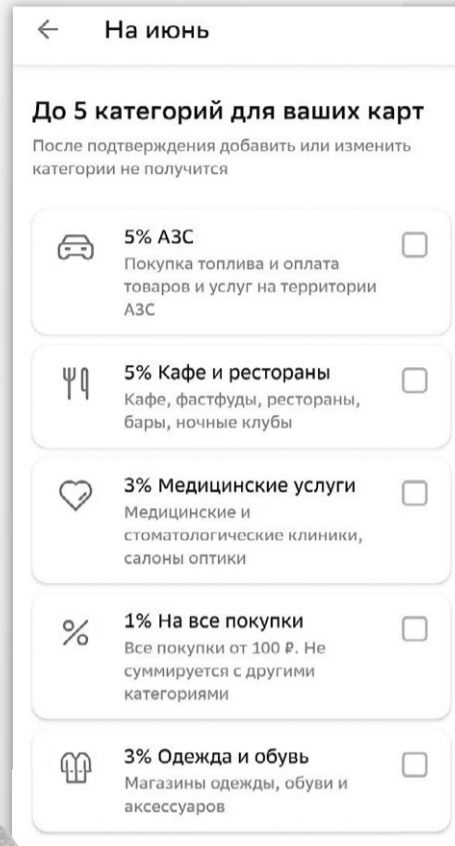 На июнь
До 5 категорий для ваших карт
После подтверждения добавить или изменить
категории не получится
5% АЗС
Покупка топлива и оплата
товаров и услуг на территории
АЗС
5% Кафе и рестораны
Кафе, фастфуды, рестораны,
бары, ночные клубы
3% Медицинские услуги
Медицинские и
стоматологические клиники,
салоны оптики
1% На все покупки
Все покупки от 100 ₽. Не
суммируется с другими
категориями
3% Одежда и обувь
Магазины одежды, обуви и
аксессуаров